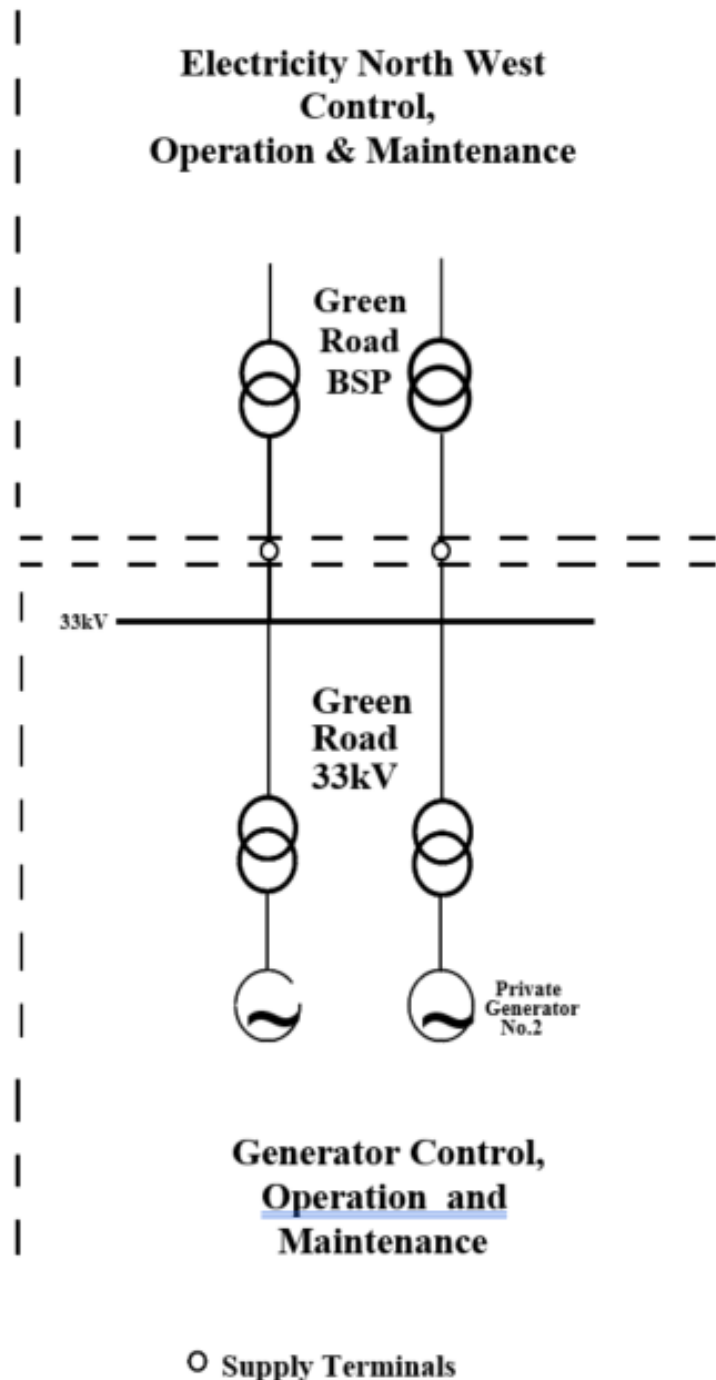 Electricity North West
Control,
Operation & Maintenance
Green
Road
BSP
33kV
Green
Road
33kV
Private
Generator
No.2
Generator Control,
Operation and
Maintenance
Supply Terminals